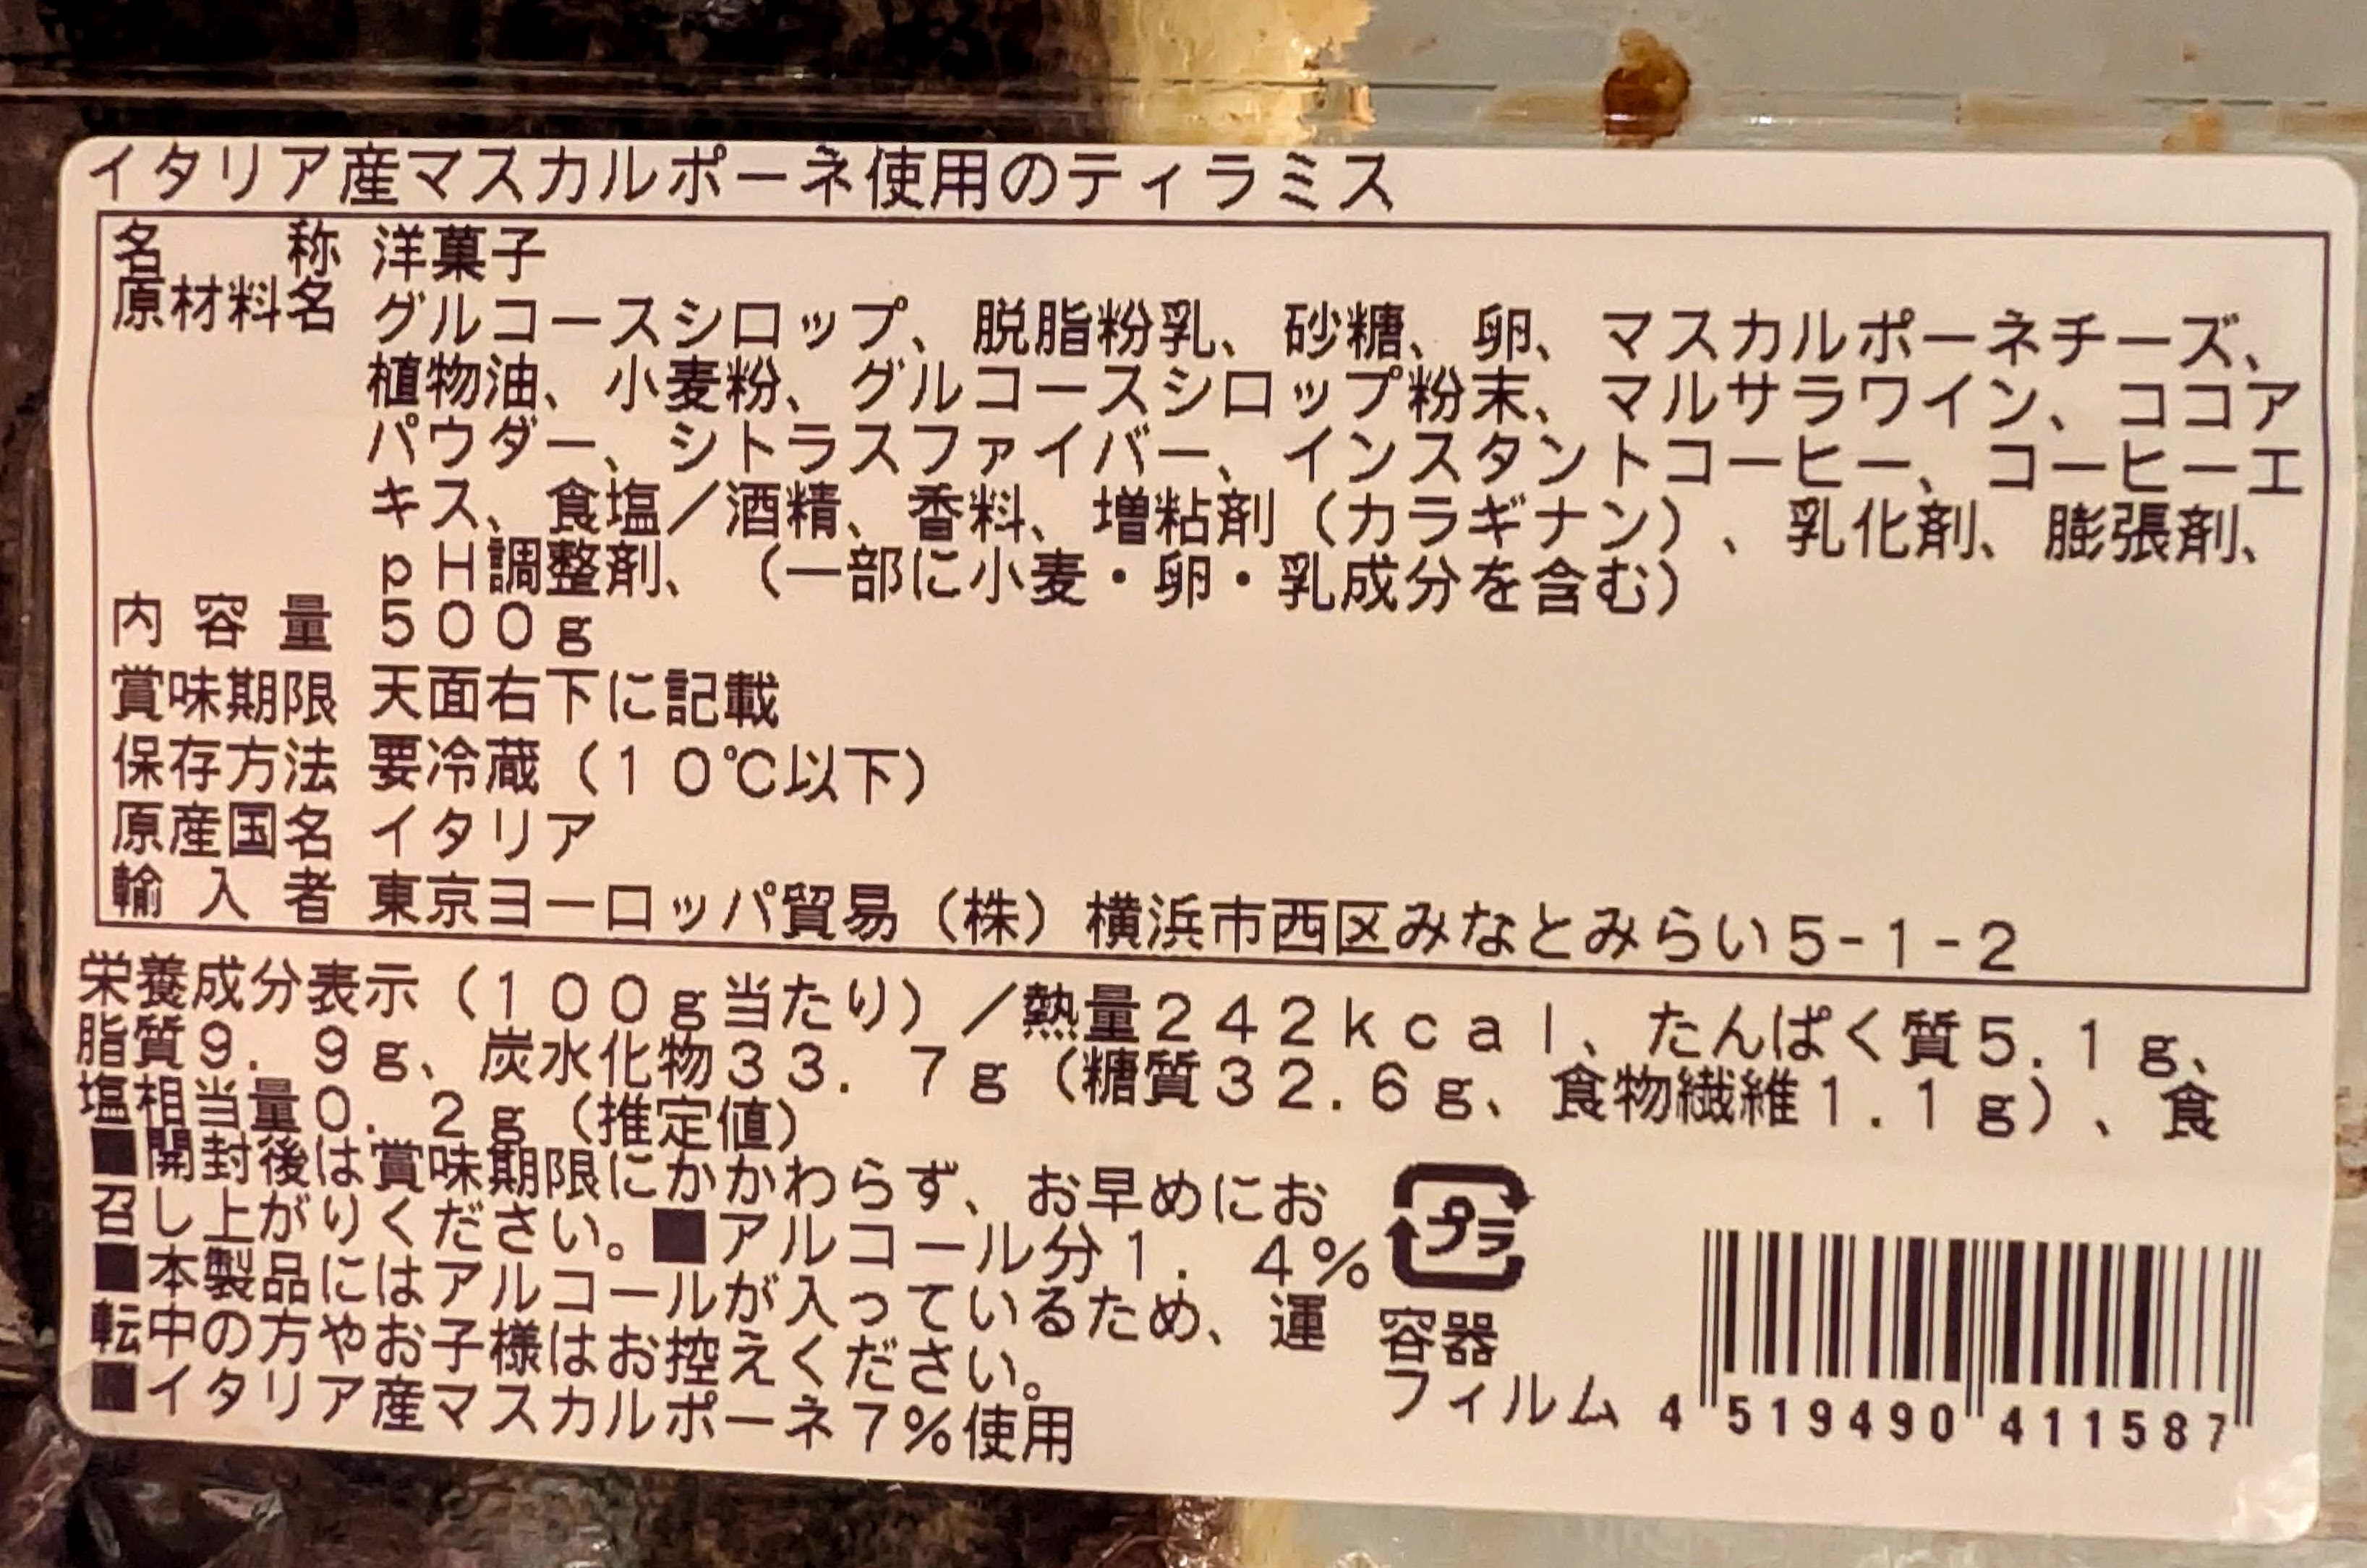 イタリア産マスカルポーネ使用のティラミス
名称 洋菓子
原材料名 グルコースシロップ、脱脂粉乳、砂糖、卵、マスカルポーネチーズ、
植物油、小麦粉、グルコースシロップ粉末、マルサラワイン、ココア
パウダー、シトラスファイバー、インスタントコーヒー、コーヒーエ
キス、食塩／酒精、香料、増粘剤（カラギナン）、乳化剤、膨張剤、
pH調整剤、（一部に小麦・卵・乳成分を含む）
内容量 500g
賞味期限 天面右下に記載
保存方法 要冷蔵（10℃以下）
原産国名 イタリア
輸入者 東京ヨーロッパ貿易（株）横浜市西区みなとみらい5-1-2
栄養成分表示（100g当たり）／熱量242kcal、たんぱく質5.1g、
脂質9.9g、炭水化物33.7g（糖質32.6g、食物繊維1.1g）、食
塩相当量0.2g（推定値）
■開封後は賞味期限にかかわらず、お早めにお
召し上がりください。■アルコール分1.4%
■本製品にはアルコールが入っているため、運
転中の方やお子様はお控えください。
■イタリア産マスカルポーネ7%使用
プラ
容器
フィルム
4 519490 411587